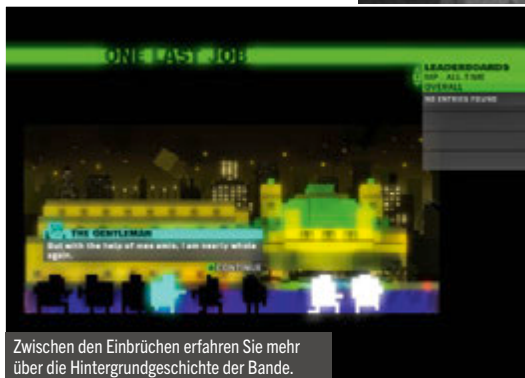 ONE LAST JOB
LEADERBOARDS
MP - ALL TIME
OVERALL
NO ENTRIES FOUND
THE GENTLEMAN
But with the help of mes amis, I am nearly whole
again.
CONTINUE
Zwischen den Einbrüchen erfahren Sie mehr
über die Hintergrundgeschichte der Bande.